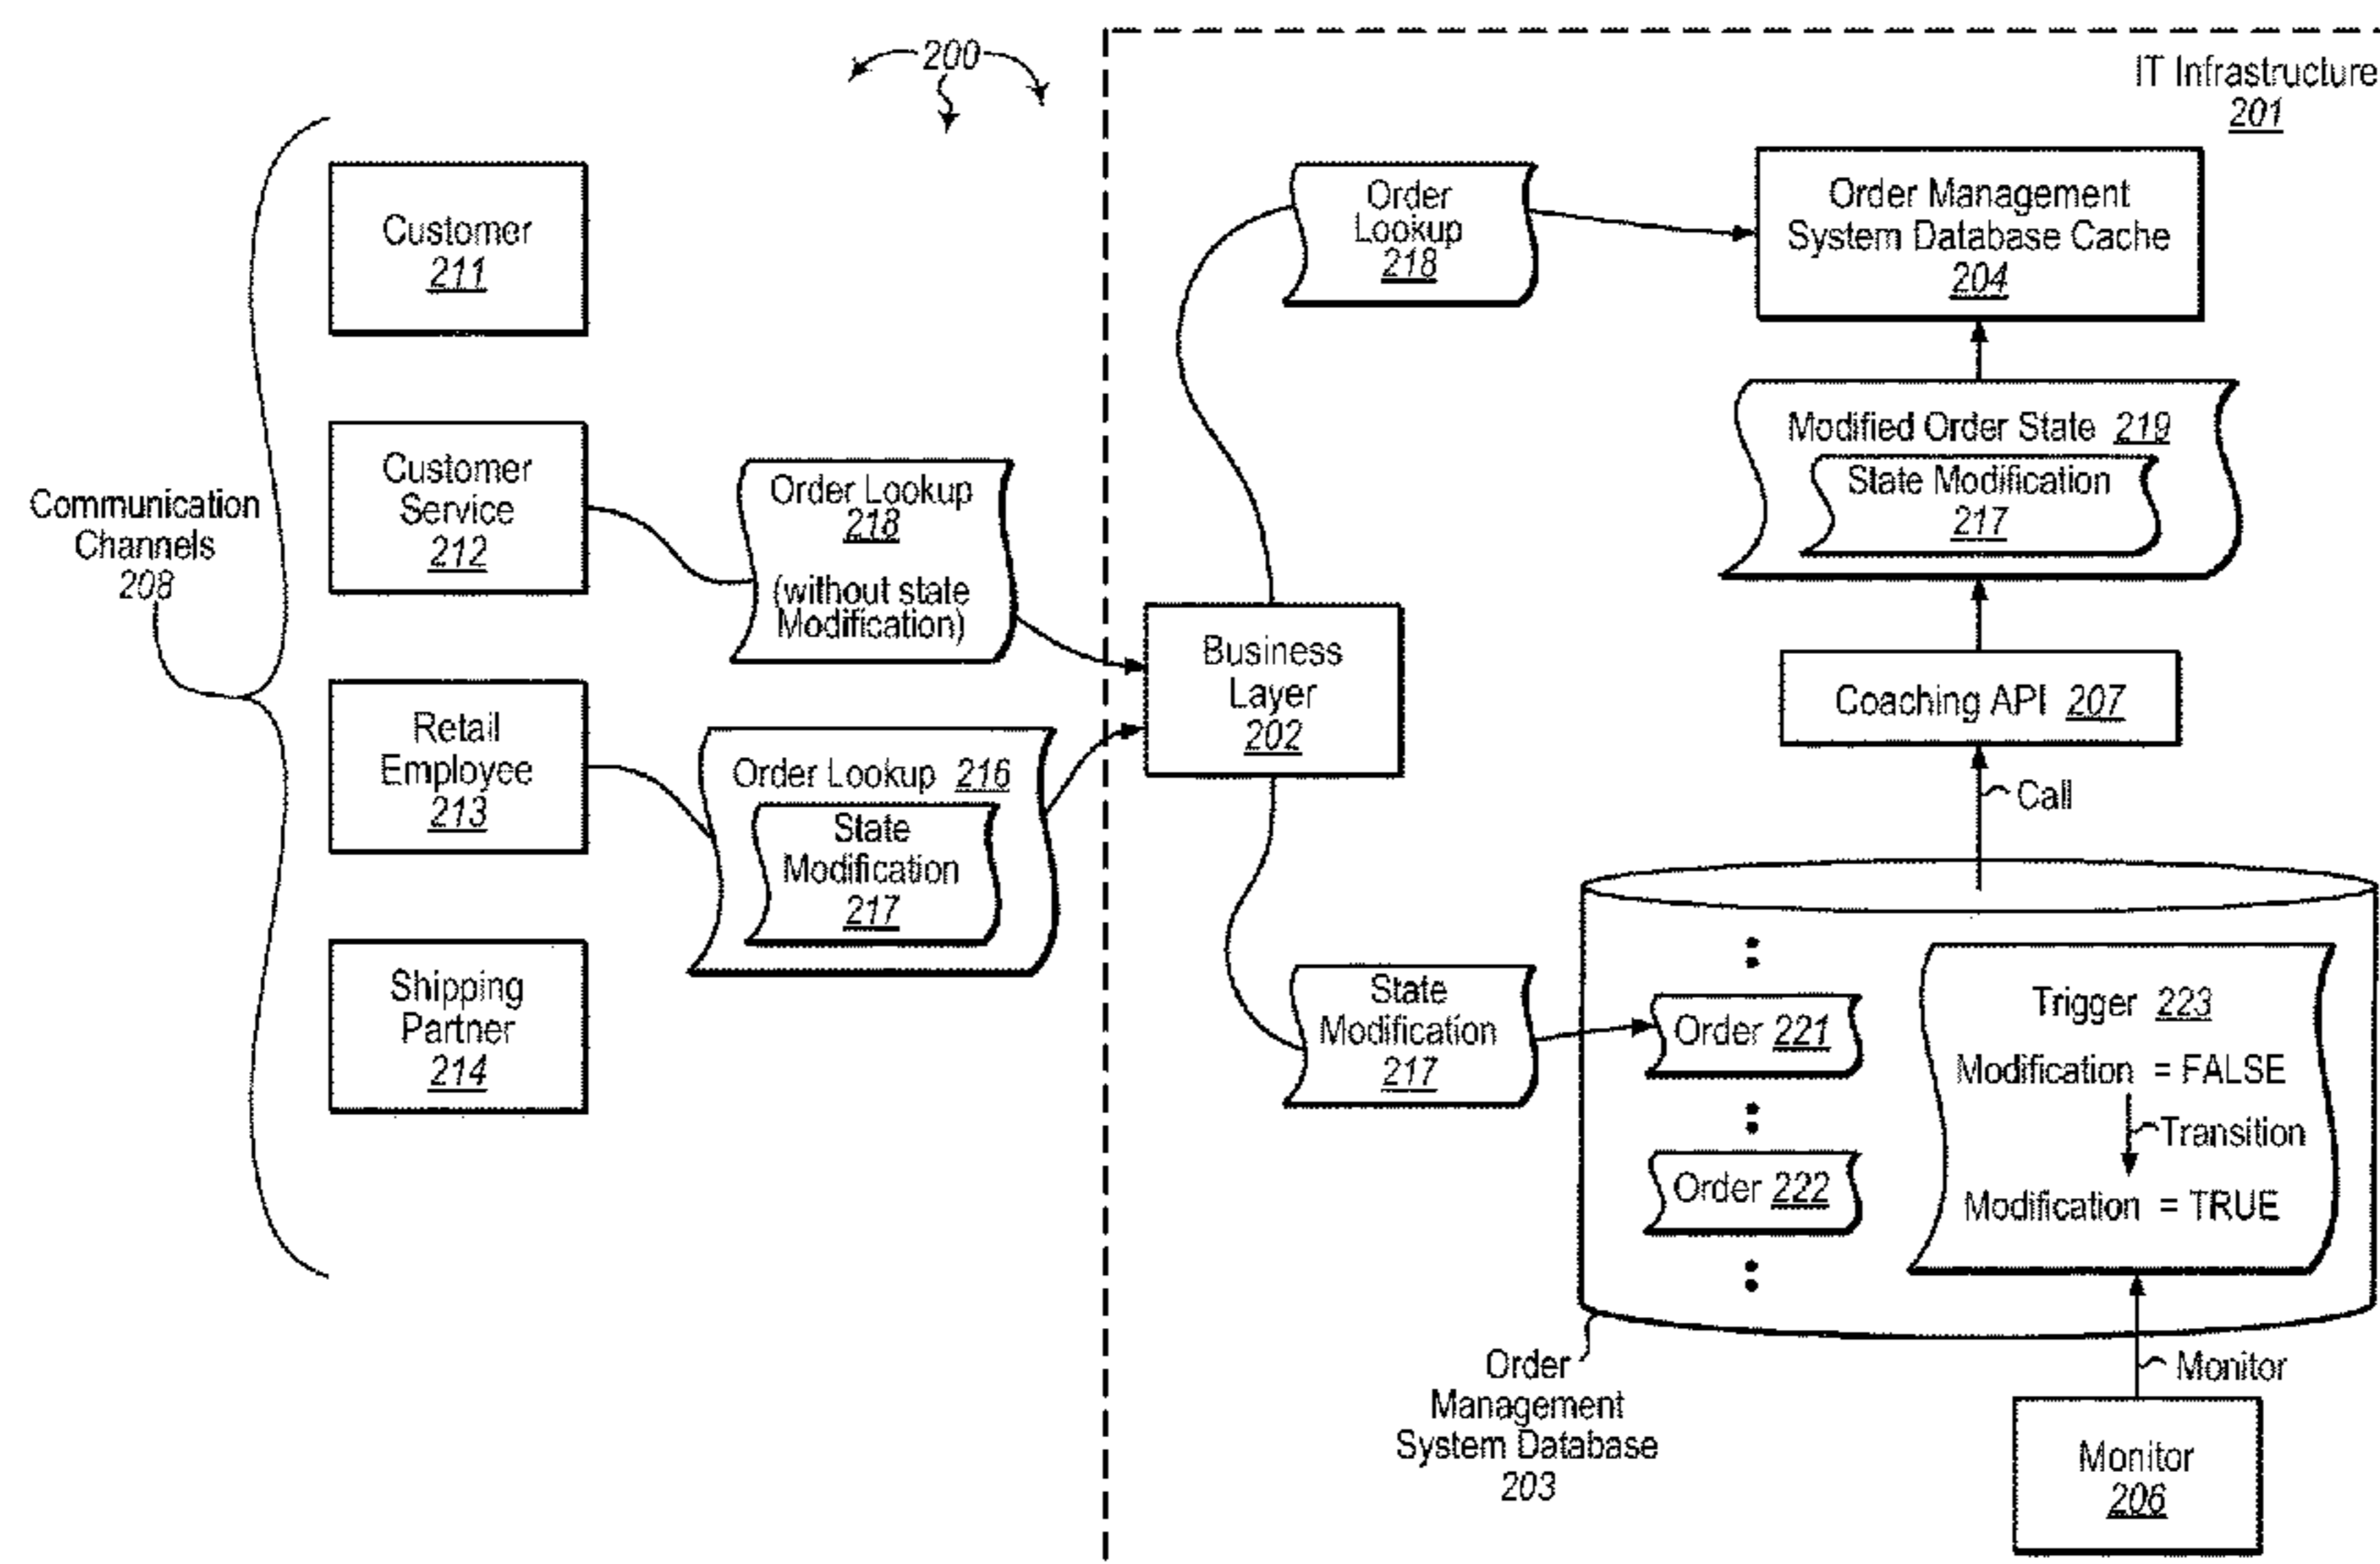 200
IT Infrastructure
201
Communication
Channels
208
Customer
211
Customer
Service
212
Retail
Employee
213
Shipping
Partner
214
Order Lookup
218
(without state
Modification)
Order Lookup 216
State
Modification
217
Business
Layer
202
Order
Lookup
218
Order Management
System Database Cache
204
Modified Order State 219
State Modification
217
Coaching API 207
Call
State
Modification
217
Order 221
Order 222
Trigger 223
Modification = FALSE
Transition
Modification = TRUE
Order
Management
System Database
203
Monitor
Monitor
206